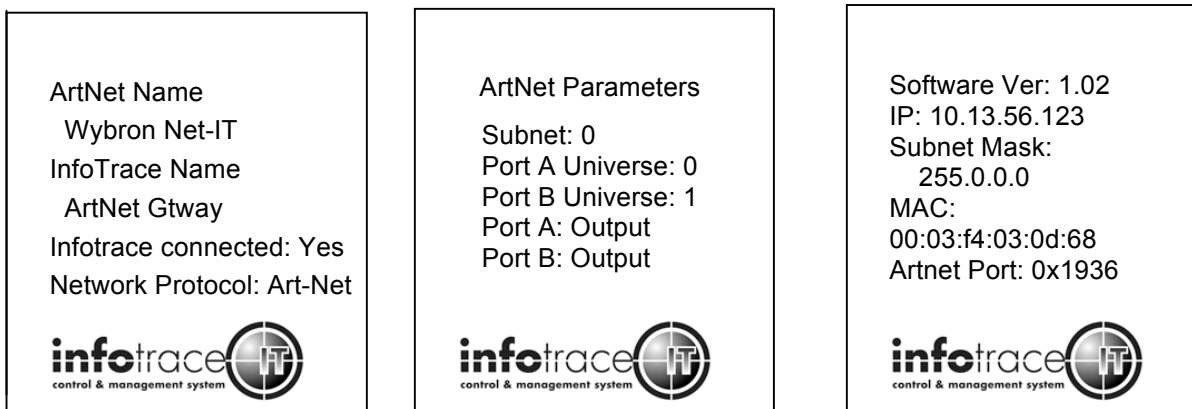 ArtNet Name
Wybron Net-IT
InfoTrace Name
ArtNet Gtway
Infotrace connected: Yes
Network Protocol: Art-Net
infotrace IT
control & management system
ArtNet Parameters
Subnet: 0
Port A Universe: 0
Port B Universe: 1
Port A: Output
Port B: Output
infotrace IT
control & management system
Software Ver: 1.02
IP: 10.13.56.123
Subnet Mask:
255.0.0.0
MAC:
00:03:f4:03:0d:68
Artnet Port: 0x1936
infotrace IT
control & management system